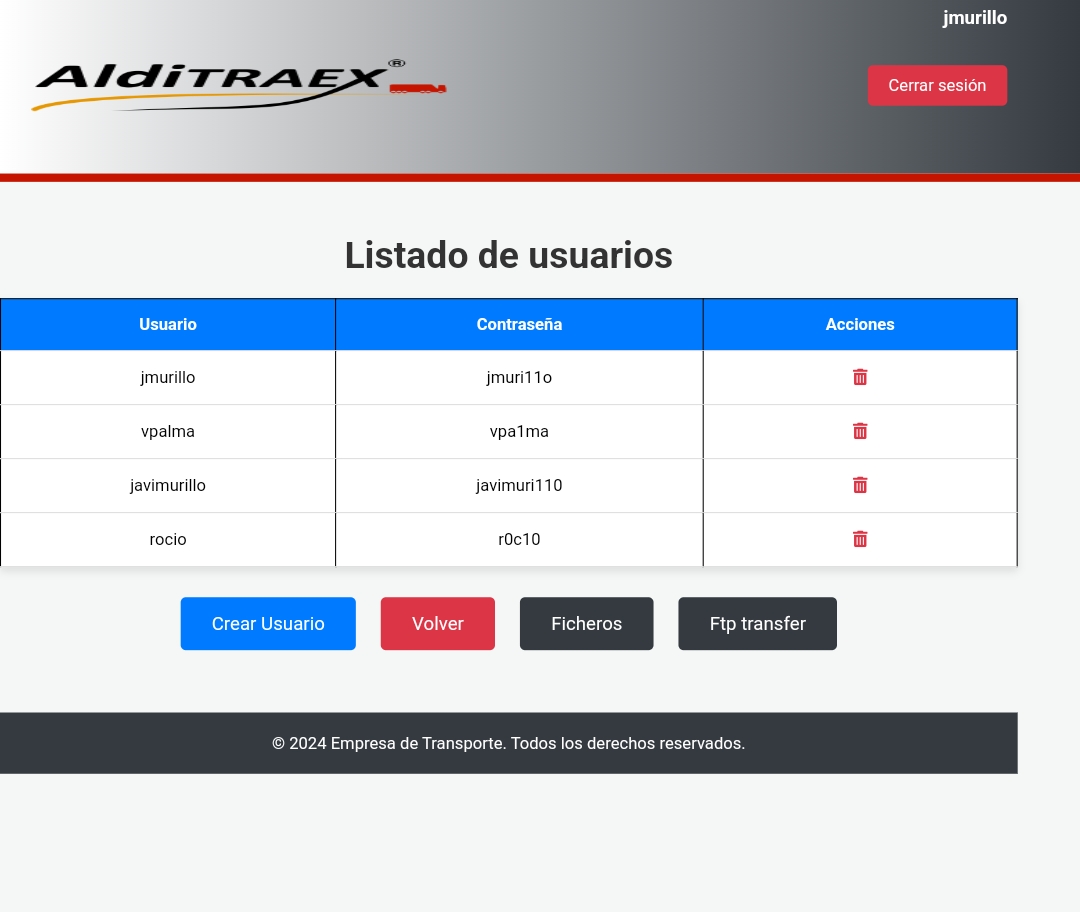 jmurillo
AldiTRAEX®
Cerrar sesión
Listado de usuarios
Usuario Contraseña Acciones
jmurillo jmuri11o
vpalma vpa1ma
javimurillo javimuri110
rocio r0c10
Crear Usuario Volver Ficheros Ftp transfer
© 2024 Empresa de Transporte. Todos los derechos reservados.